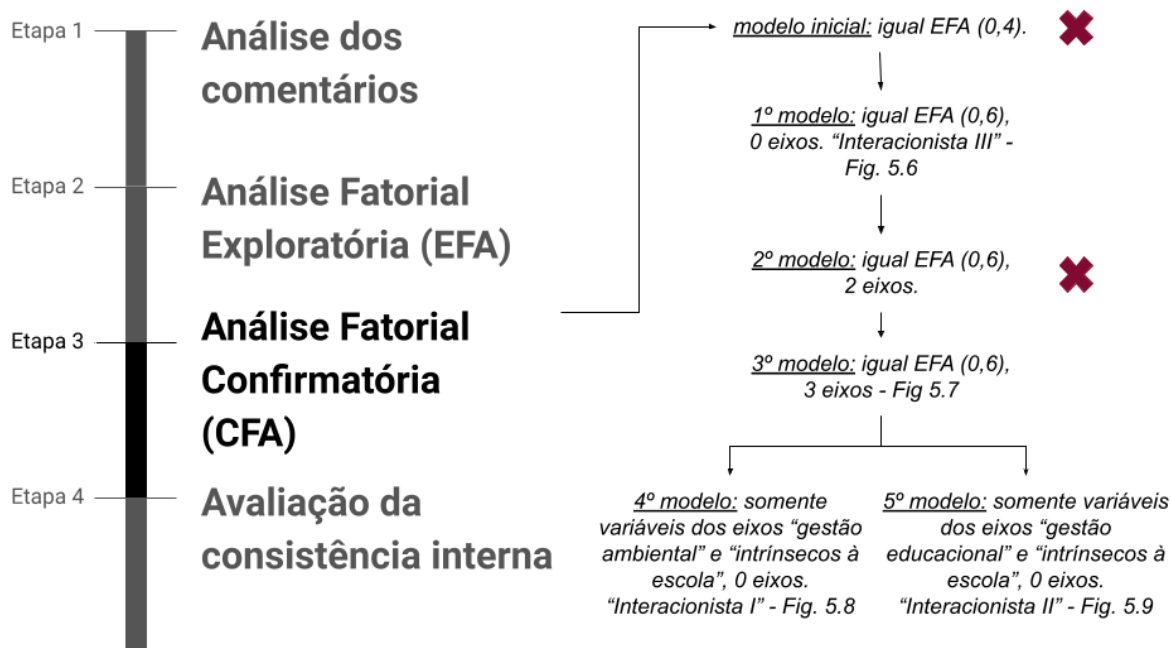 Etapa 1
Análise dos
comentários
Etapa 2
Análise Fatorial
Exploratória (EFA)
Etapa 3
Análise Fatorial
Confirmatória
(CFA)
Etapa 4
Avaliação da
consistência interna
modelo inicial: igual EFA (0,4).
1º modelo: igual EFA (0,6),
0 eixos. “Interacionista III” -
Fig. 5.6
2º modelo: igual EFA (0,6),
2 eixos.
3º modelo: igual EFA (0,6),
3 eixos - Fig 5.7
4º modelo: somente
variáveis dos eixos “gestão
ambiental” e “intrínsecos à
escola”, 0 eixos.
“Interacionista I” - Fig. 5.8
5º modelo: somente variáveis
dos eixos “gestão
educacional” e “intrínsecos à
escola”, 0 eixos.
“Interacionista II” - Fig. 5.9